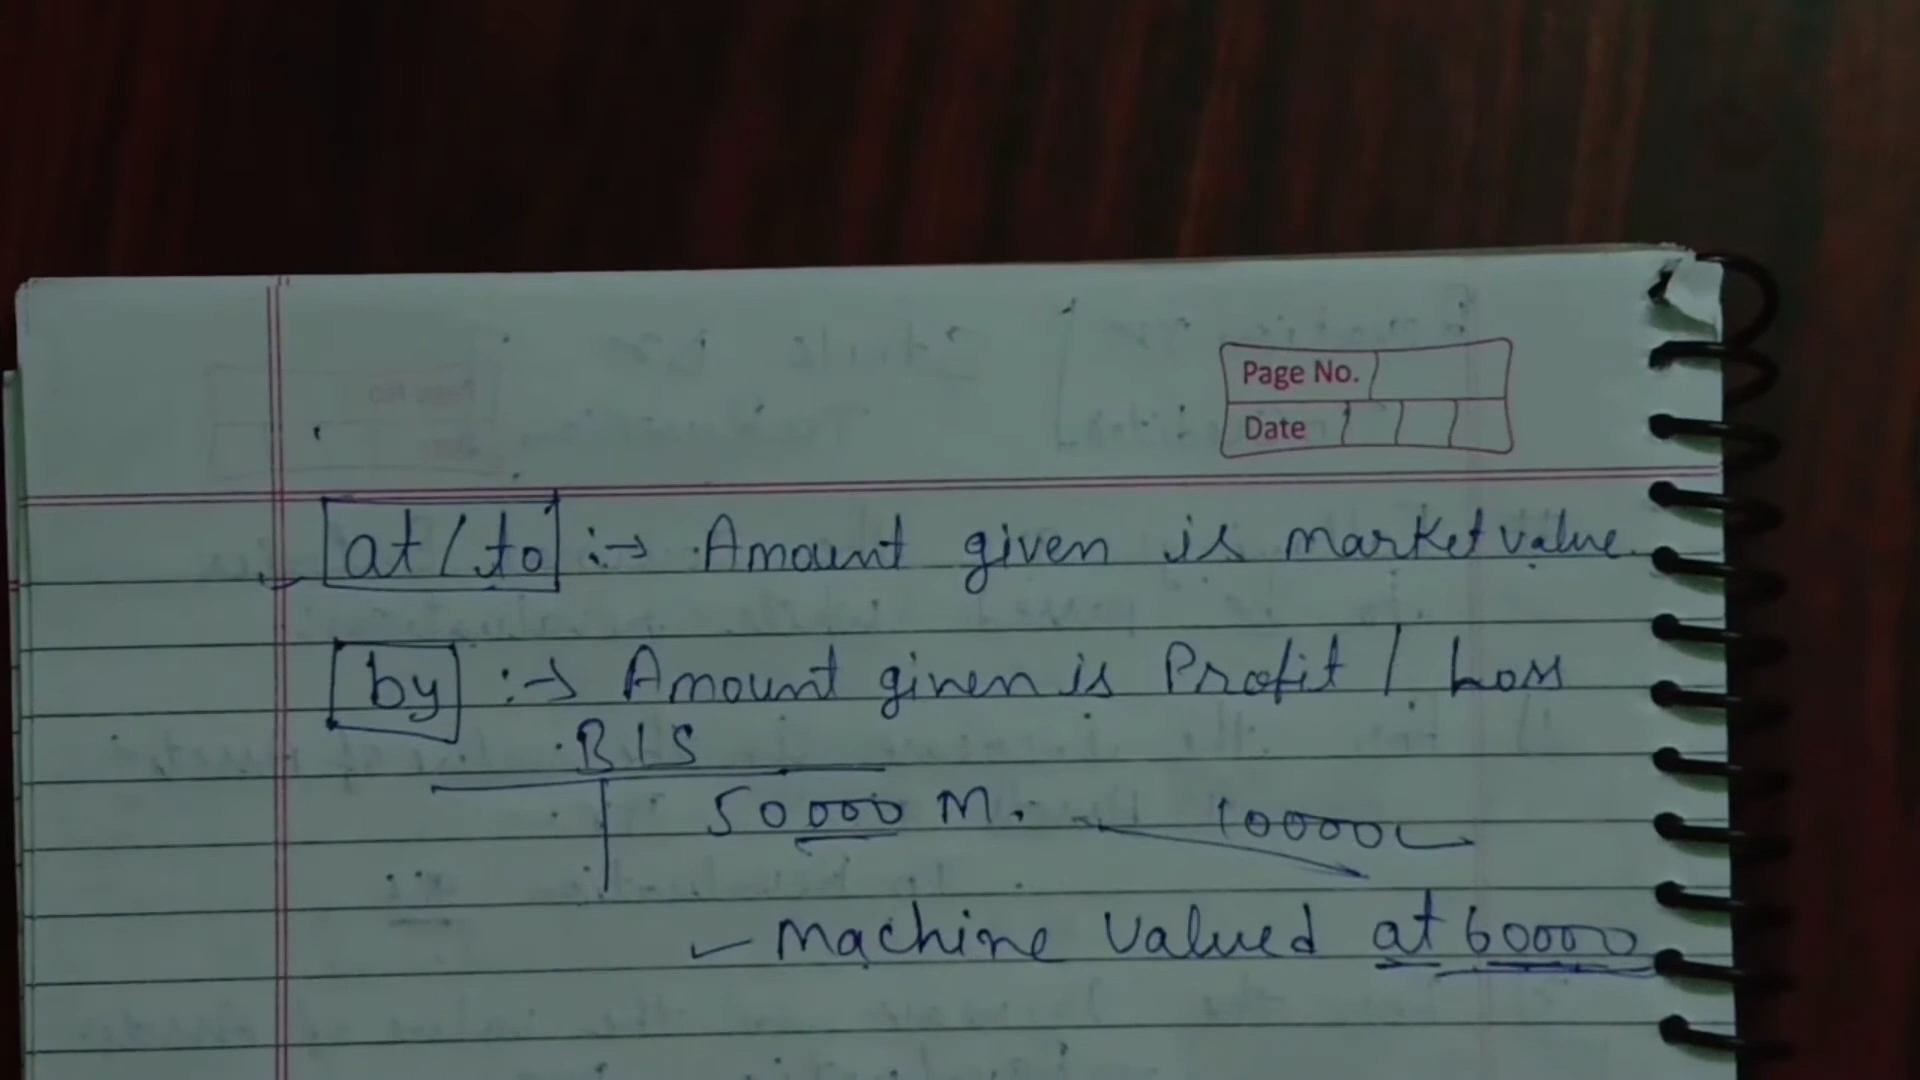 Page No.
Date
at / to :→ Amount given is market value
by :→ Amount given is Profit / Loss
B/S
50000 M. 10000
machine valued at 60000